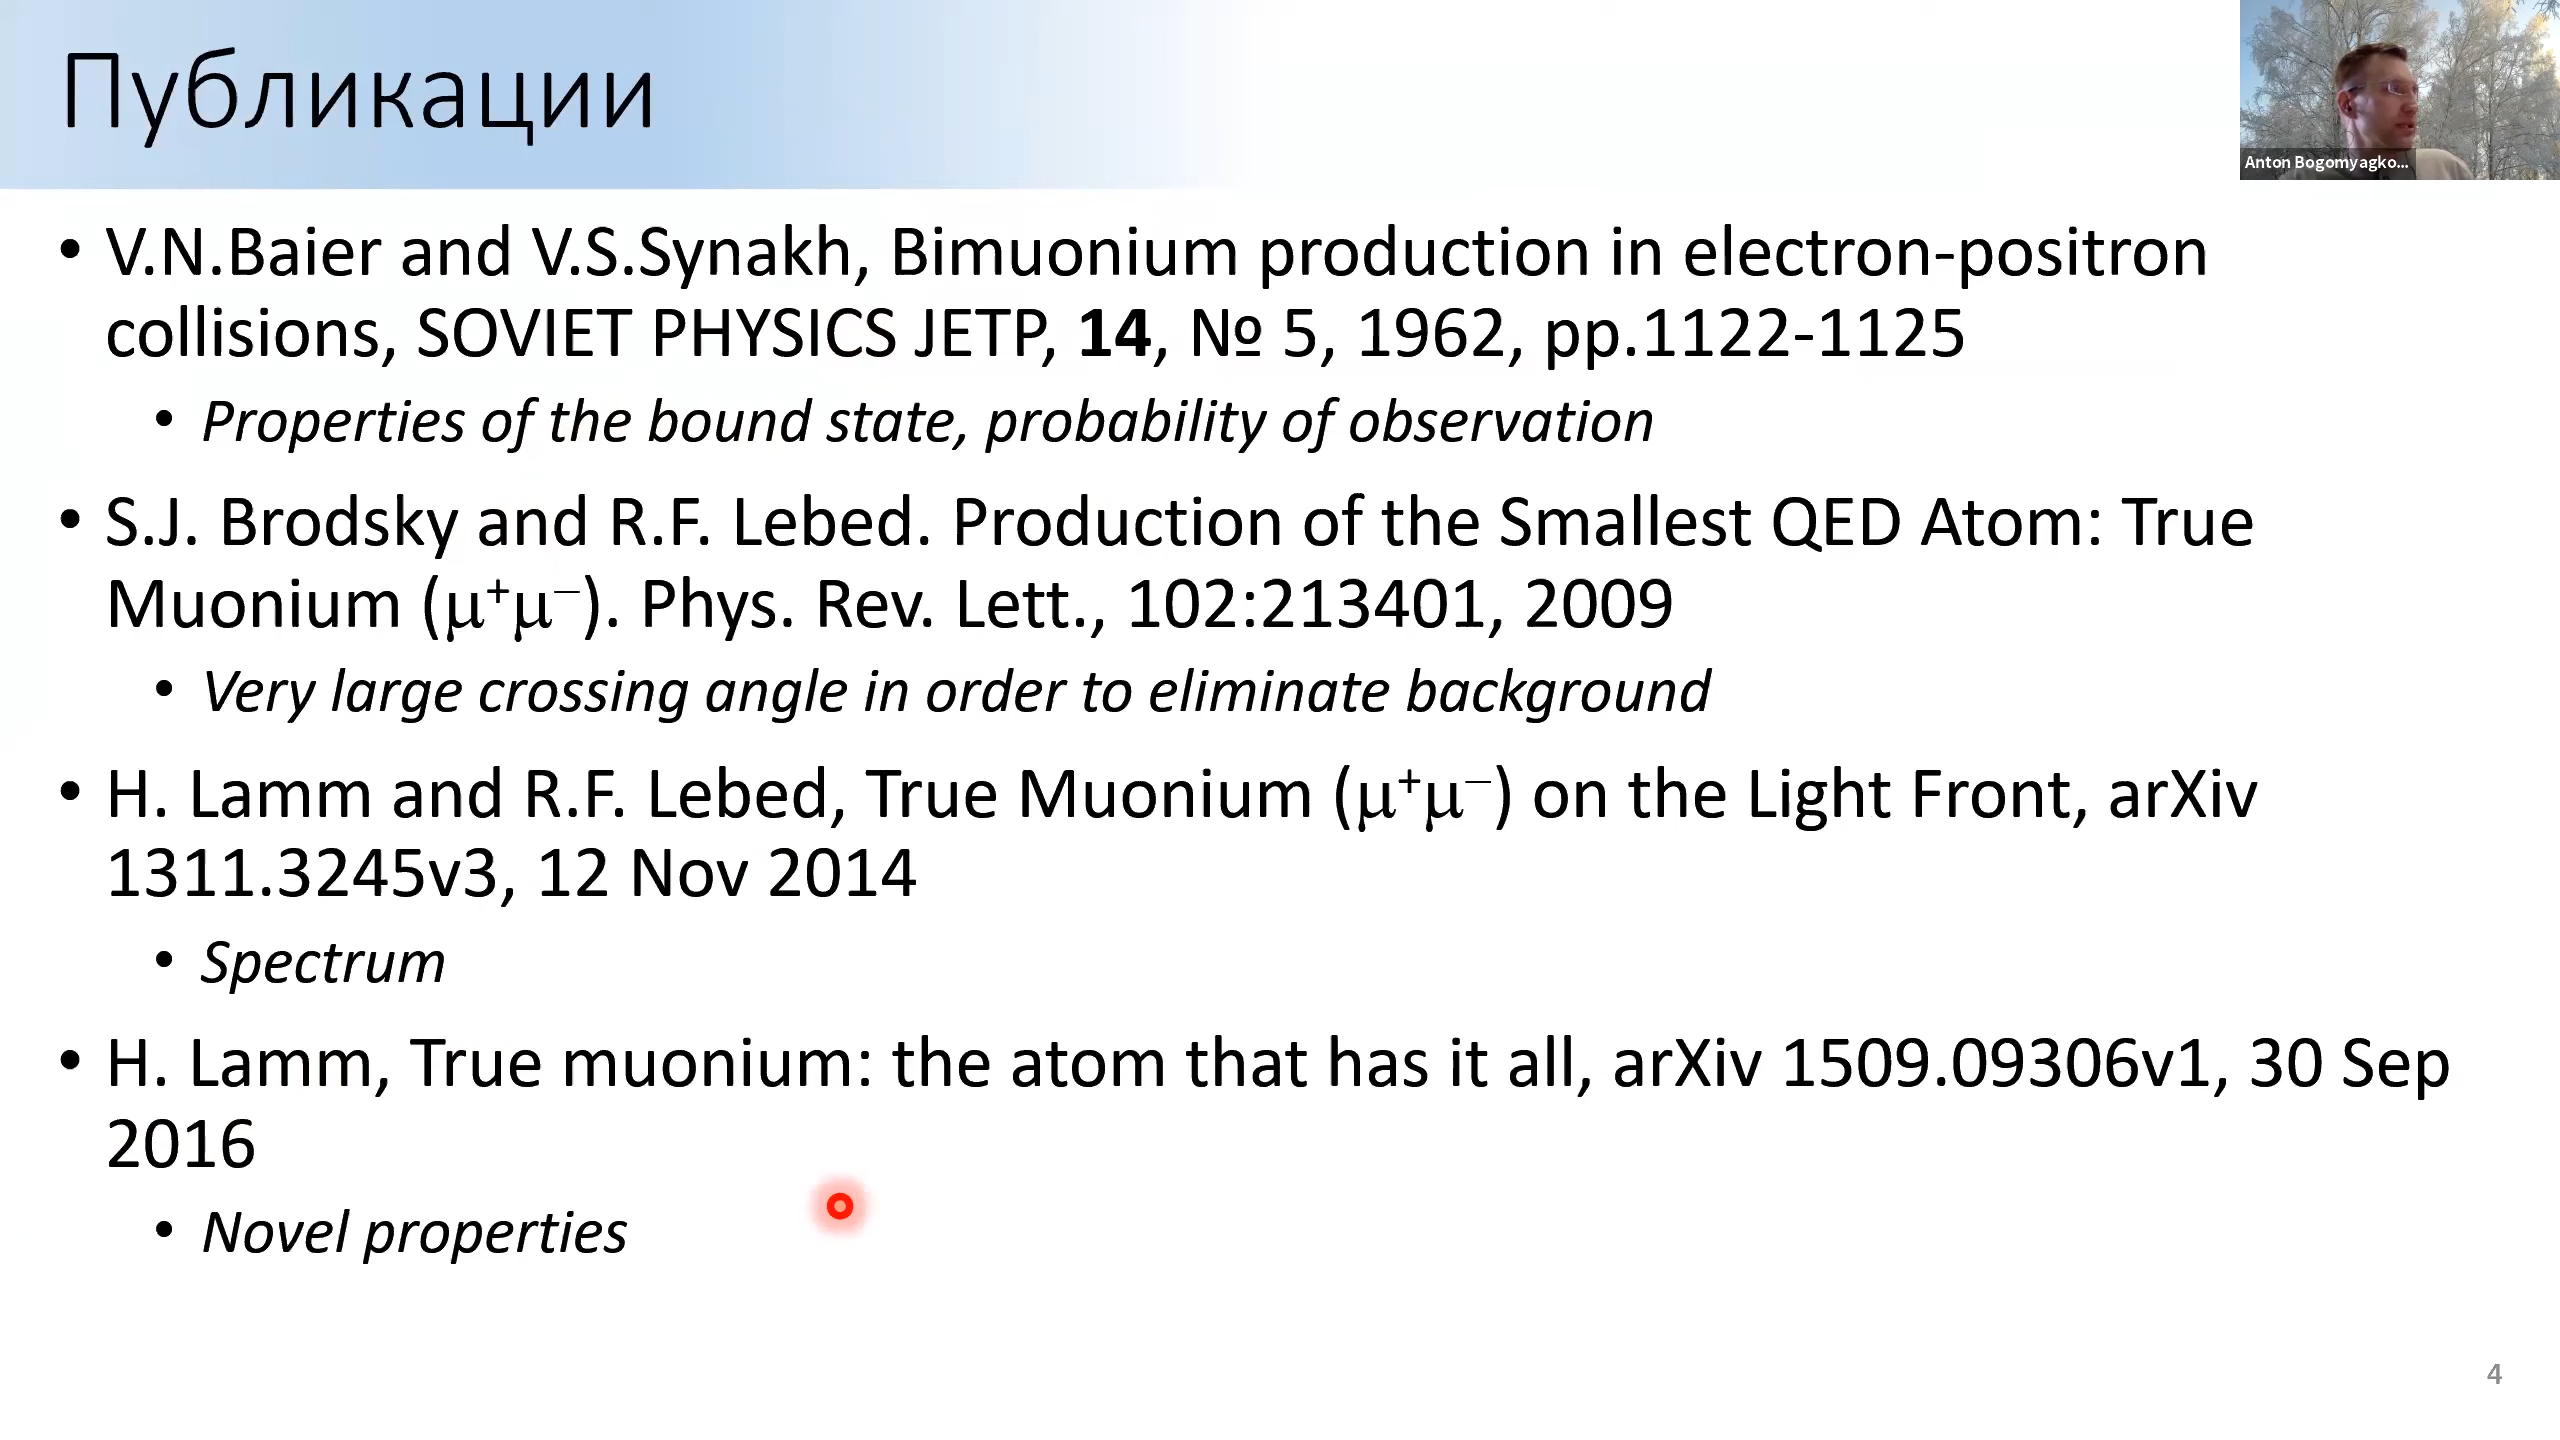 Публикации
Anton Bogomyagko...
• V.N.Baier and V.S.Synakh, Bimuonium production in electron-positron
collisions, SOVIET PHYSICS JETP, 14, № 5, 1962, pp.1122-1125
• Properties of the bound state, probability of observation
• S.J. Brodsky and R.F. Lebed. Production of the Smallest QED Atom: True
Muonium (μ⁺μ⁻). Phys. Rev. Lett., 102:213401, 2009
• Very large crossing angle in order to eliminate background
• H. Lamm and R.F. Lebed, True Muonium (μ⁺μ⁻) on the Light Front, arXiv
1311.3245v3, 12 Nov 2014
• Spectrum
• H. Lamm, True muonium: the atom that has it all, arXiv 1509.09306v1, 30 Sep
2016
• Novel properties
4